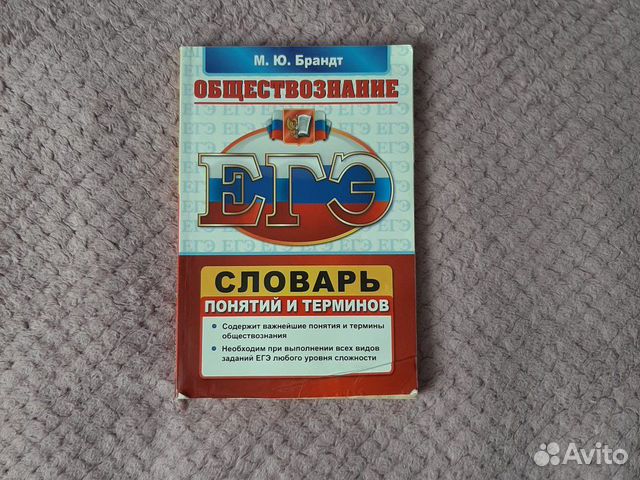 М. Ю. Брандт
ОБЩЕСТВОЗНАНИЕ
ЕГЭ
СЛОВАРЬ
ПОНЯТИЙ И ТЕРМИНОВ
Содержит важнейшие понятия и термины
обществознания
Необходим при выполнении всех видов
заданий ЕГЭ любого уровня сложности
Avito